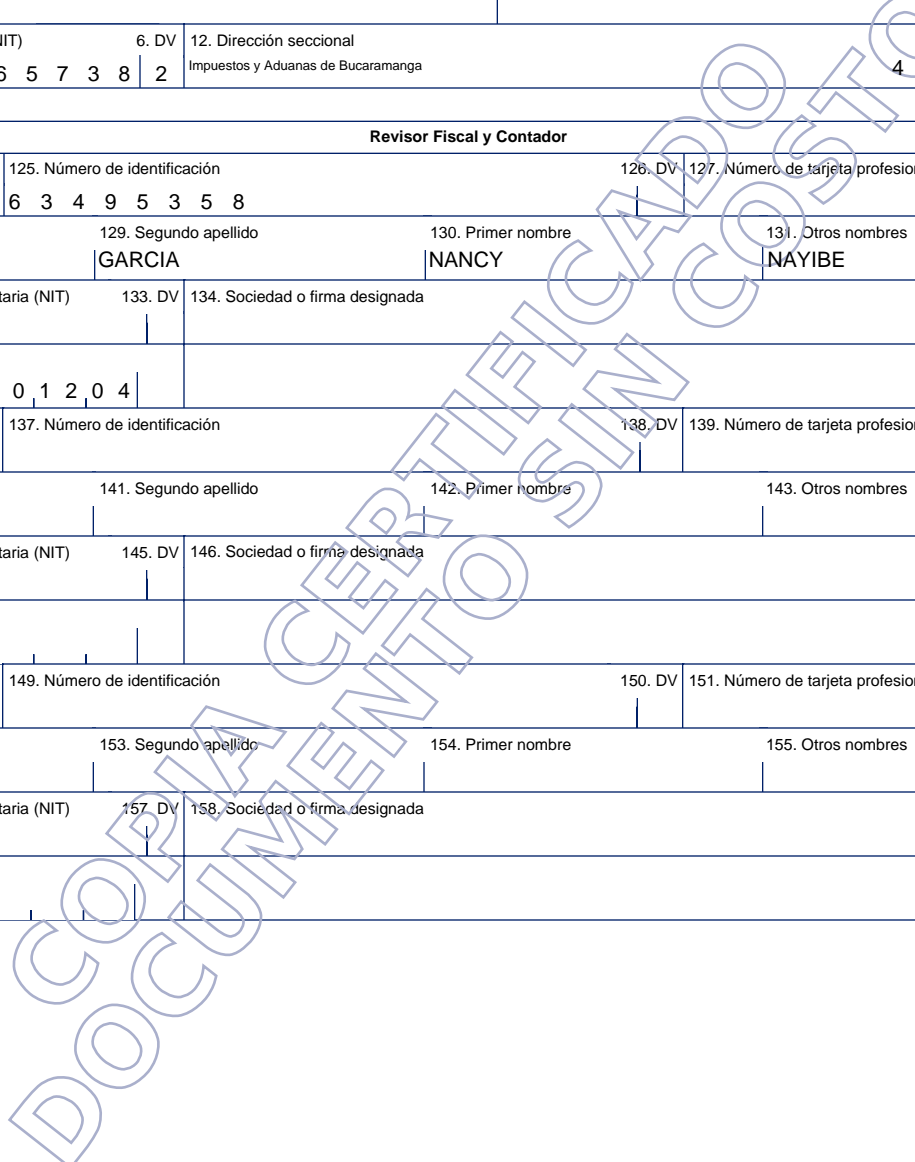 NIT) 6. DV 12. Dirección seccional
6 5 7 3 8 2 Impuestos y Aduanas de Bucaramanga 4
Revisor Fiscal y Contador
125. Número de identificación 126. DV 127. Número de tarjeta profesion
6 3 4 9 5 3 5 8
129. Segundo apellido 130. Primer nombre 131. Otros nombres
GARCIA NANCY NAYIBE
taria (NIT) 133. DV 134. Sociedad o firma designada
0 1 2 0 4
137. Número de identificación 138. DV 139. Número de tarjeta profesion
141. Segundo apellido 142. Primer nombre 143. Otros nombres
taria (NIT) 145. DV 146. Sociedad o firma designada
149. Número de identificación 150. DV 151. Número de tarjeta profesion
153. Segundo apellido 154. Primer nombre 155. Otros nombres
taria (NIT) 157. DV 158. Sociedad o firma designada
COPIA CERTIFICADO
DOCUMENTO SIN COSTO